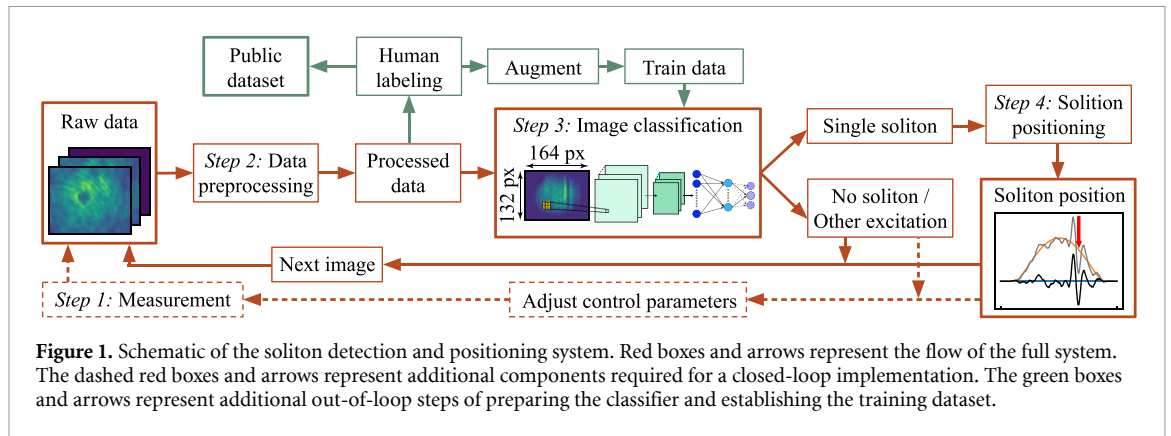 Public
dataset
Human
labeling
Augment
Train data
Raw data
Step 2: Data
preprocessing
Processed
data
Step 3: Image classification
164 px
132 px
Single soliton
Step 4: Solition
positioning
No soliton /
Other excitation
Soliton position
Next image
Step 1: Measurement
Adjust control parameters
Figure 1. Schematic of the soliton detection and positioning system. Red boxes and arrows represent the flow of the full system.
The dashed red boxes and arrows represent additional components required for a closed-loop implementation. The green boxes
and arrows represent additional out-of-loop steps of preparing the classifier and establishing the training dataset.